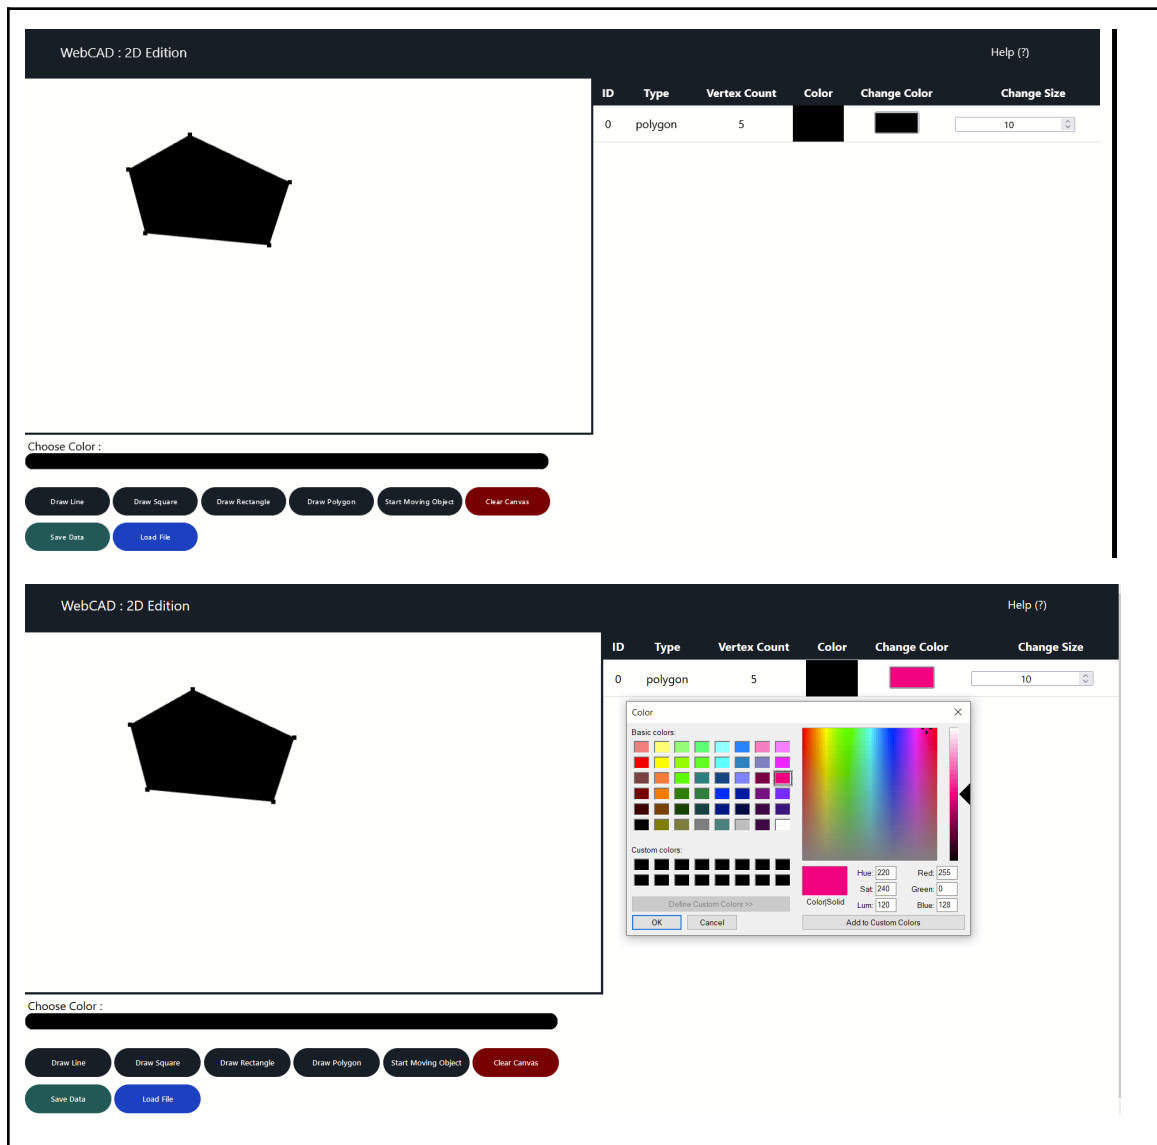 WebCAD : 2D Edition
Help (?)
ID Type Vertex Count Color Change Color Change Size
0 polygon 5 10
Choose Color :
Draw Line Draw Square Draw Rectangle Draw Polygon Start Moving Object Clear Canvas
Save Data Load File
WebCAD : 2D Edition
Help (?)
ID Type Vertex Count Color Change Color Change Size
0 polygon 5 10
Color
Basic colors:
Custom colors:
Define Custom Colors >>
OK Cancel
Color|Solid
Hue: 220 Red: 255
Sat: 240 Green: 0
Lum: 120 Blue: 128
Add to Custom Colors
Choose Color :
Draw Line Draw Square Draw Rectangle Draw Polygon Start Moving Object Clear Canvas
Save Data Load File